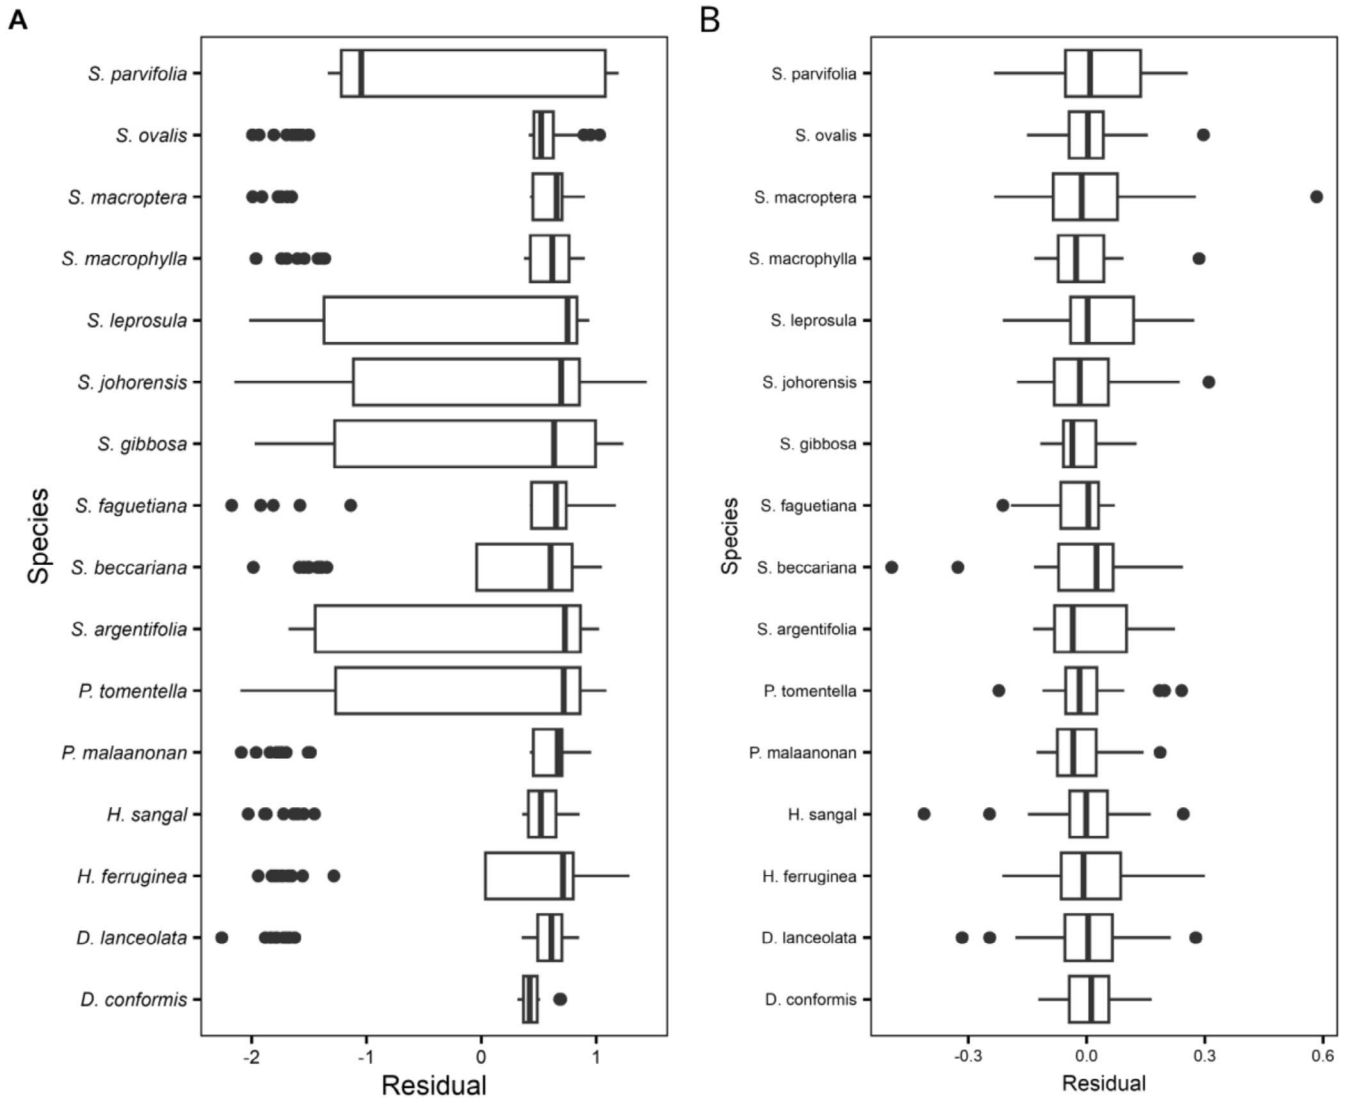 A
S. parvifolia
S. ovalis
S. macroptera
S. macrophylla
S. leprosula
S. johorensis
S. gibbosa
S. faguetiana
S. beccariana
S. argentifolia
P. tomentella
P. malaanonan
H. sangal
H. ferruginea
D. lanceolata
D. conformis
Species
-2 -1 0 1
Residual
B
S. parvifolia
S. ovalis
S. macroptera
S. macrophylla
S. leprosula
S. johorensis
S. gibbosa
S. faguetiana
S. beccariana
S. argentifolia
P. tomentella
P. malaanonan
H. sangal
H. ferruginea
D. lanceolata
D. conformis
Species
-0.3 0.0 0.3 0.6
Residual